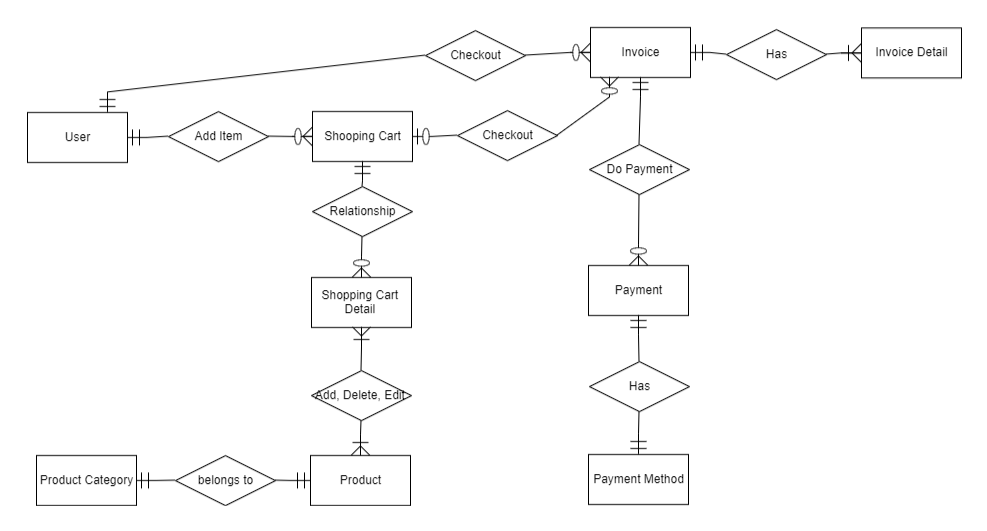 Checkout
Invoice
Has
Invoice Detail
User
Add Item
Shooping Cart
Checkout
Do Payment
Relationship
Shopping Cart
Detail
Payment
Add, Delete, Edit
Has
Product Category
belongs to
Product
Payment Method